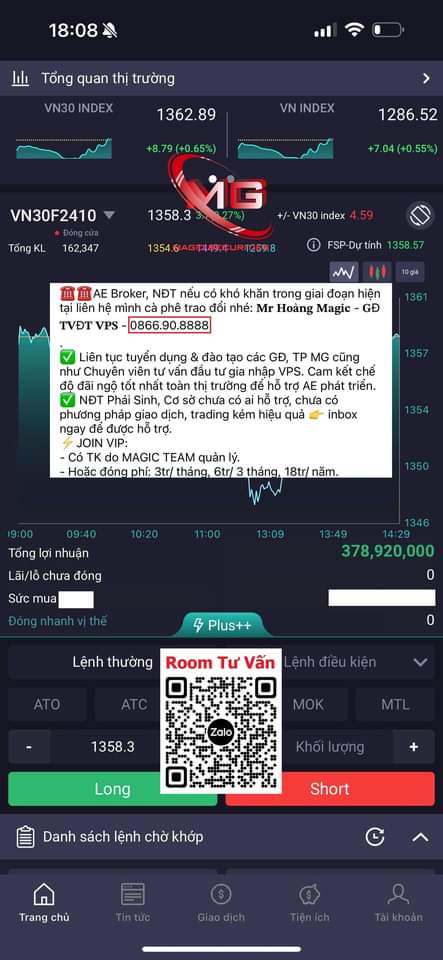 18:08
Tổng quan thị trường
VN30 INDEX
1362.89
+8.79 (+0.65%)
VN INDEX
1286.52
+7.04 (+0.55%)
MG
VN30F2410
1358.3
+/- VN30 index 4.59
Đóng cửa
Tổng KL 162,347
1354.6
FSP-Dự tính 1358.57
10 giá
1361
☎️☎️AE Broker, NĐT nếu có khó khăn trong giai đoạn hiện
tại liên hệ mình cà phê trao đổi nhé: Mr Hoàng Magic - GĐ
TVĐT VPS - 0866.90.8888
.
✅ Liên tục tuyển dụng & đào tạo các GĐ, TP MG cũng
như Chuyên viên tư vấn đầu tư gia nhập VPS. Cam kết chế
độ đãi ngộ tốt nhất toàn thị trường để hỗ trợ AE phát triển.
✅ NĐT Phái Sinh, Cơ sở chưa có ai hỗ trợ, chưa có
phương pháp giao dịch, trading kém hiệu quả 👉 inbox
ngay để được hỗ trợ.
⚡JOIN VIP:
- Có TK do MAGIC TEAM quản lý.
- Hoặc đóng phí: 3tr/ tháng, 6tr/ 3 tháng, 18tr/ năm.
1357
1354
1350
1346
09:00 09:40 10:20 11:00 13:09 13:49 14:29
Tổng lợi nhuận 378,920,000
Lãi/lỗ chưa đóng 0
Sức mua
Đóng nhanh vị thế 0
Plus++
Lệnh thường
Room Tư Vấn
Lệnh điều kiện
ATO
ATC
MOK
MTL
Zalo
- 1358.3
Khối lượng +
Long
Short
Danh sách lệnh chờ khớp
Trang chủ
Tin tức
Giao dịch
Tiện ích
Tài khoản